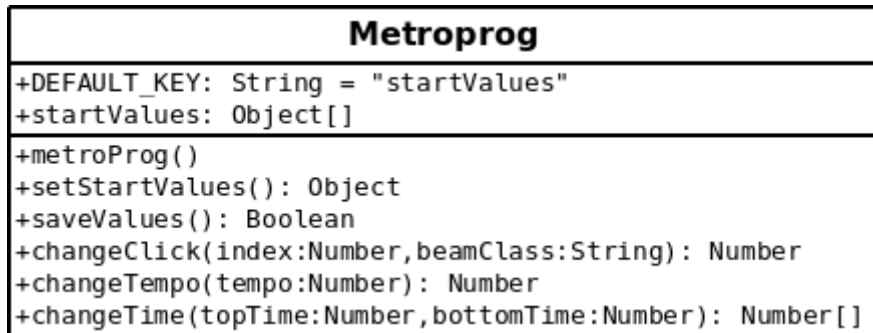 Metroprog
+DEFAULT_KEY: String = "startValues"
+startValues: Object[]
+metroProg()
+setStartValues(): Object
+saveValues(): Boolean
+changeClick(index:Number,beamClass:String): Number
+changeTempo(tempo:Number): Number
+changeTime(topTime:Number,bottomTime:Number): Number[]